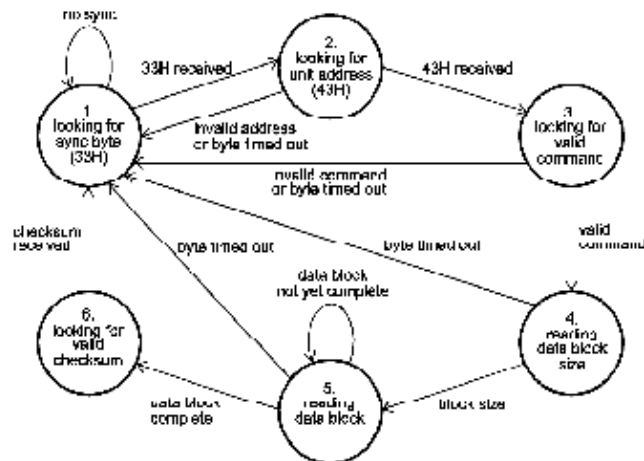 no sync
33H received
2.
looking for
unit address
(43H)
43H received
1
looking for
sync byte
(33H)
invalid address
or byte timed out
3
looking for
valid
command
invalid command
or byte timed out
checksum
received
byte timed out
byte timed out
valid
command
data block
not yet complete
6.
looking for
valid
checksum
4.
reading
data block
size
5.
reading
data block
data block
complete
block size